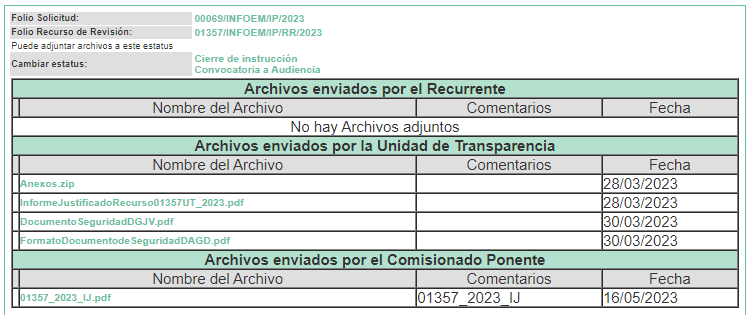 Folio Solicitud: 00069/INFOEM/IP/2023
Folio Recurso de Revisión: 01357/INFOEM/IP/RR/2023
Puede adjuntar archivos a este estatus
Cambiar estatus: Cierre de instrucción
Convocatoria a Audiencia
Archivos enviados por el Recurrente
Nombre del Archivo Comentarios Fecha
No hay Archivos adjuntos
Archivos enviados por la Unidad de Transparencia
Nombre del Archivo Comentarios Fecha
Anexos.zip 28/03/2023
InformeJustificadoRecurso01357UT_2023.pdf 28/03/2023
DocumentoSeguridadDGJV.pdf 30/03/2023
FormatoDocumentodeSeguridadDAGD.pdf 30/03/2023
Archivos enviados por el Comisionado Ponente
Nombre del Archivo Comentarios Fecha
01357_2023_IJ.pdf 01357_2023_IJ 16/05/2023